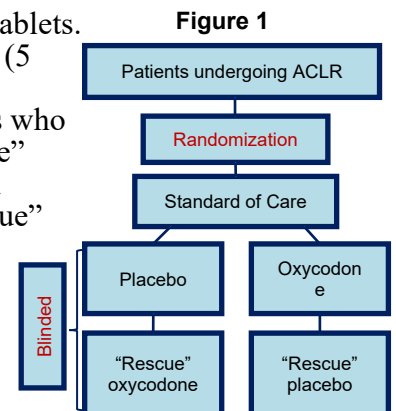 ablets.
(5
who
e”
ue”
Figure 1
Patients undergoing ACLR
Randomization
Standard of Care
Blinded
Placebo
Oxycodon
e
“Rescue”
oxycodone
“Rescue”
placebo